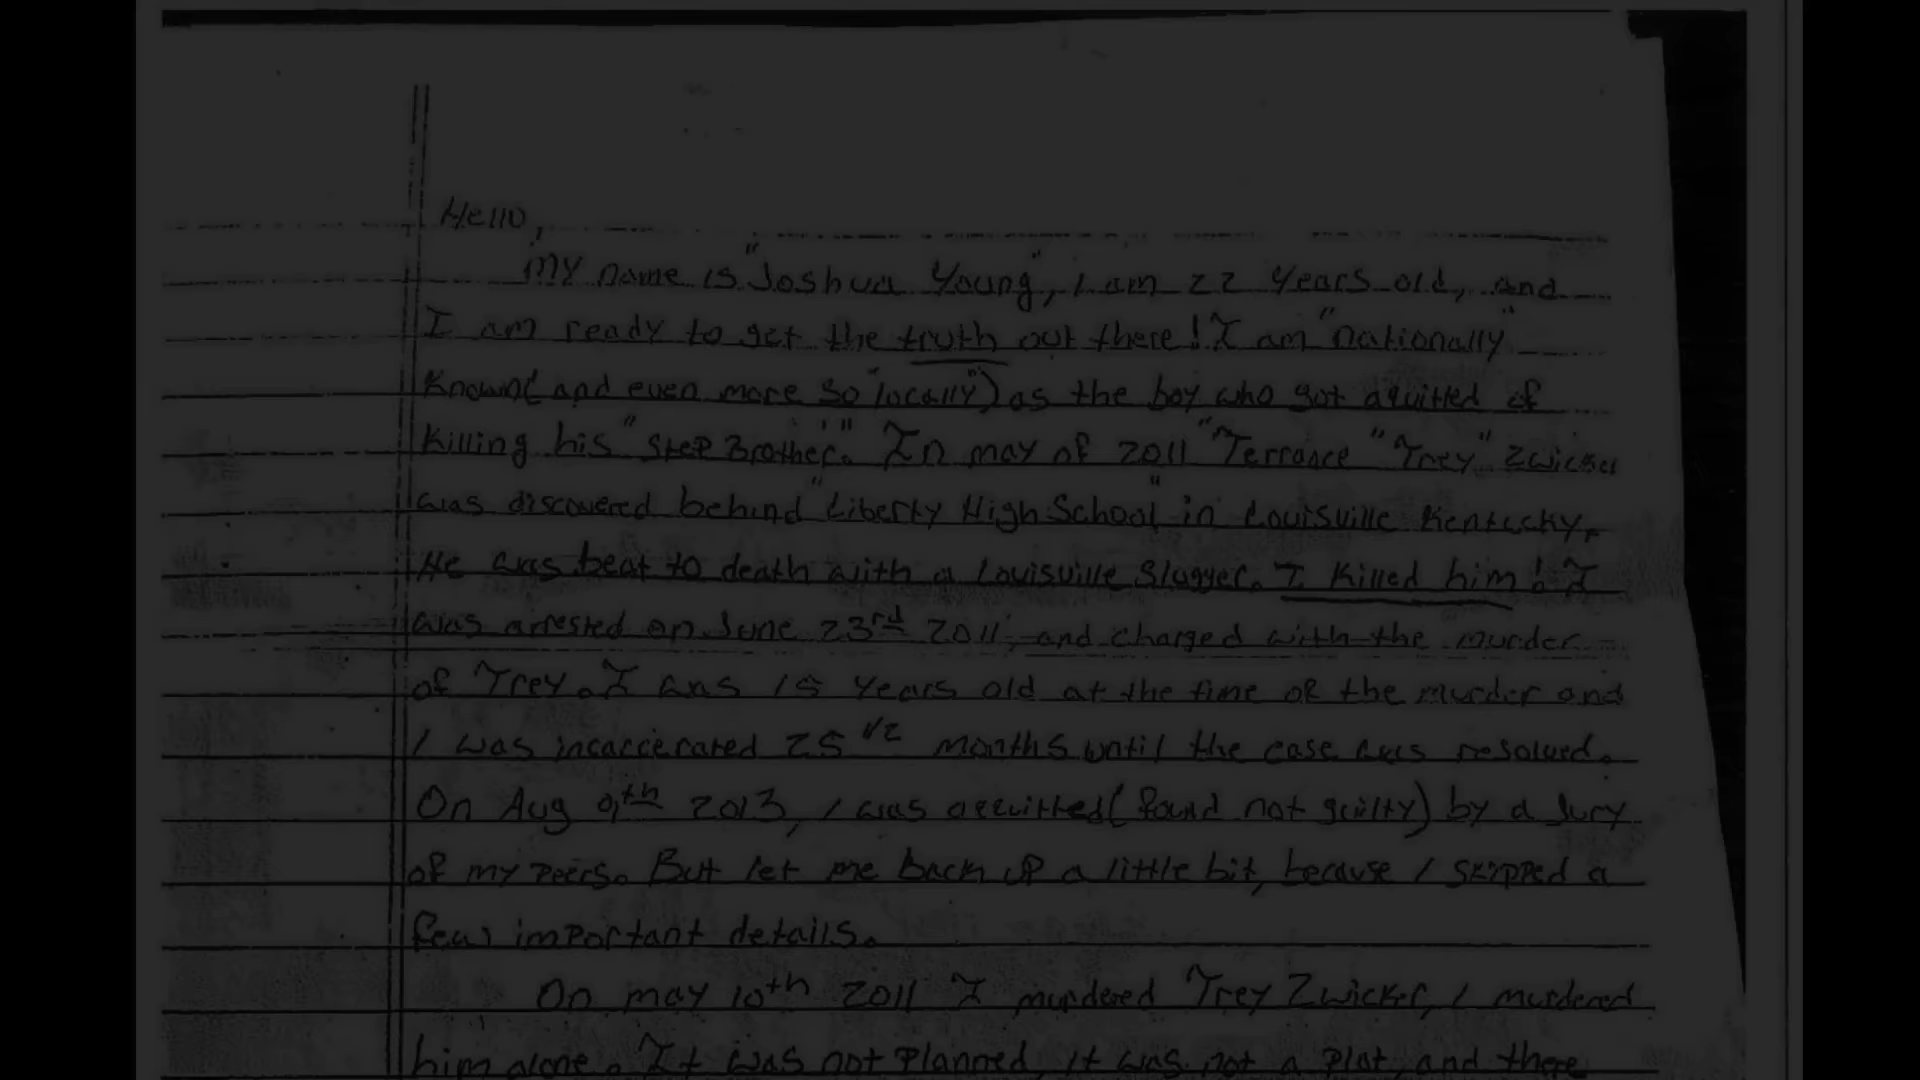 Hello,
My name is "Joshua Young", I am 22 years old, and
I am ready to get the truth out there! I am "nationally"
known (and even more so "locally") as the boy who got aquitted of
killing his "step Brother". In may of 2011 "Terrance "Trey" Zwicker
was discovered behind "Liberty High School" in Louisville Kentucky.
He was beat to death with a Louisville Slugger. I killed him! I
was arrested on June 23rd 2011, and charged with the murder
of Trey. I was 15 years old at the time of the murder and
I was incarcerated 25 1/2 months until the case was resolved.
On Aug 9th 2013, I was accuitted (found not guilty) by a Jury
of my peers. But let me back up a little bit, because I skipped a
few important details.
On may 10th 2011 I murdered Trey Zwicker, I murdered
him alone. It was not planned, it was not a plot, and there